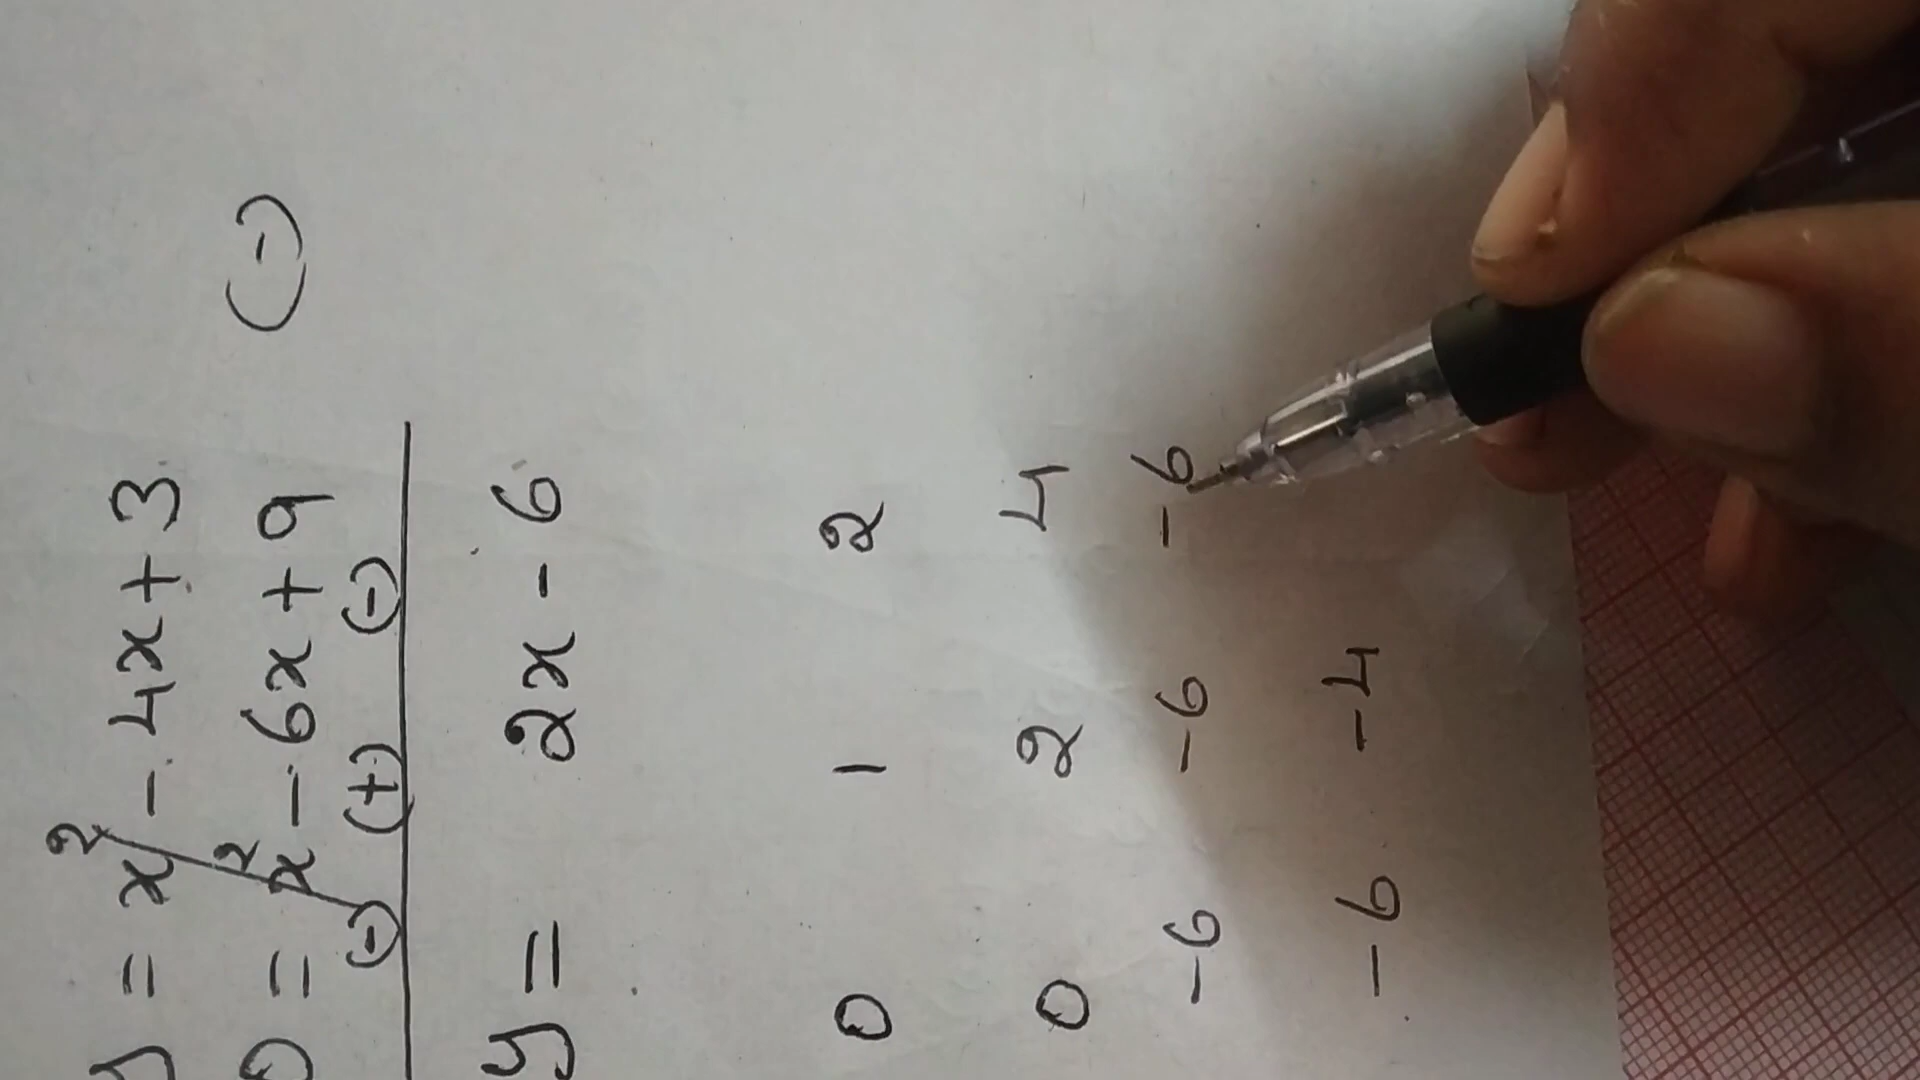 y = x² - 4x + 3
0 = x² - 6x + 9 (-)
(-) (+) (-)
y = 2x - 6
0 1 2
0 2 4
-6 -6 -6
-6 -4